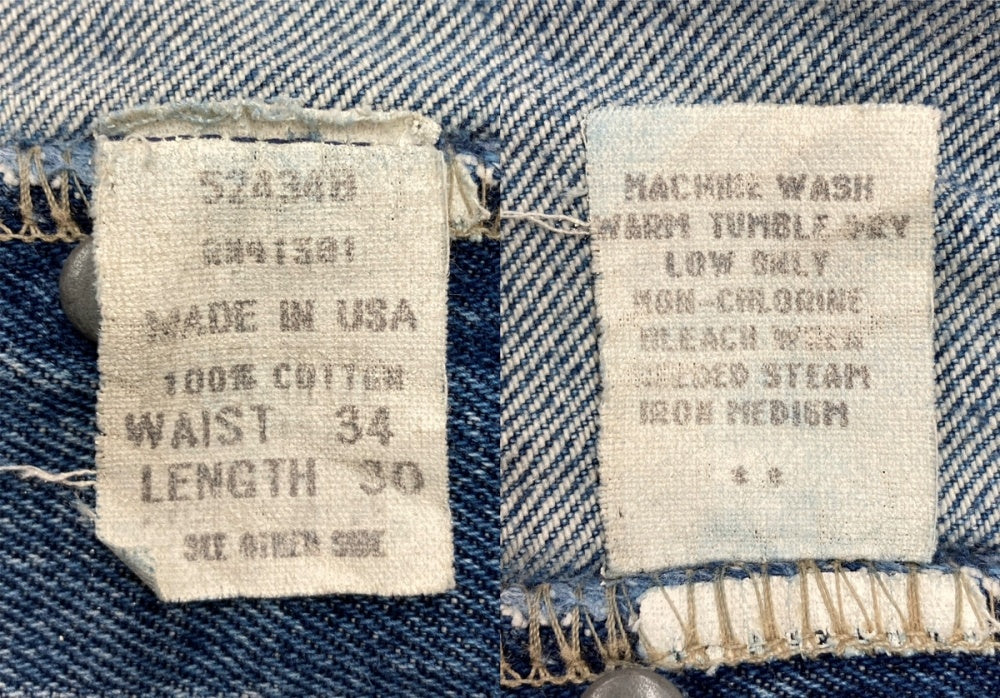 MADE IN USA
100% COTTON
WAIST 34
LENGTH 30
SEE OTHER SIDE
MACHINE WASH
WARM TUMBLE DRY
LOW ONLY
NON-CHLORINE
BLEACH WHEN
NEEDED STEAM
IRON MEDIUM